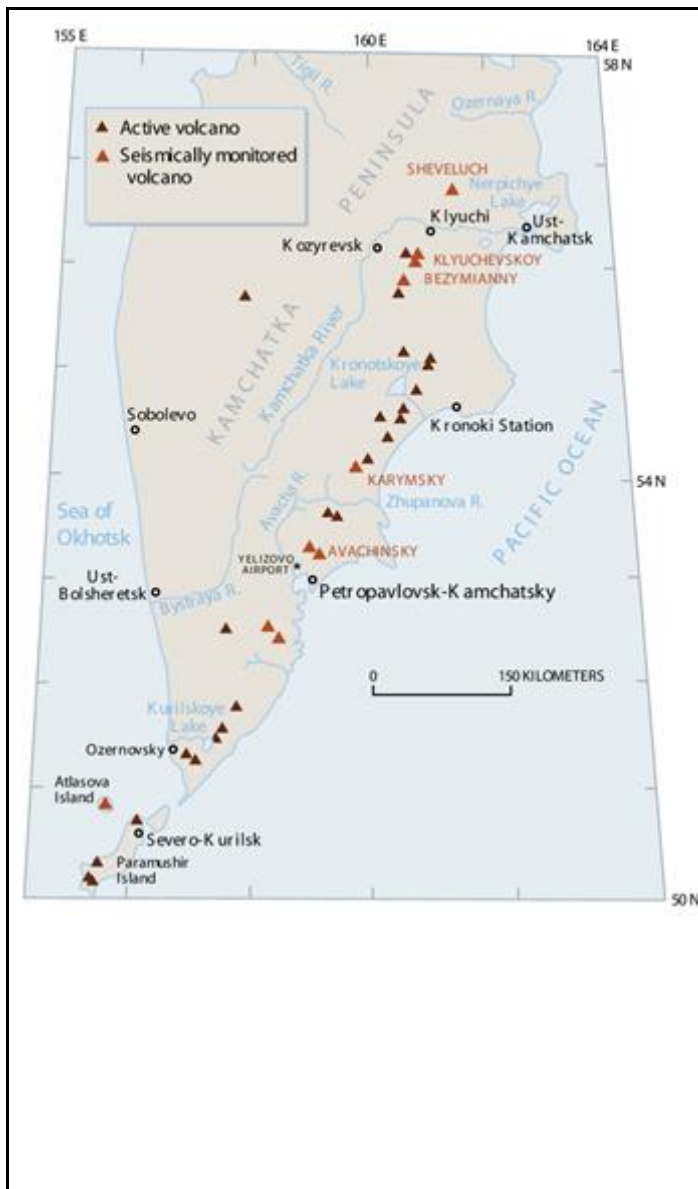 155 E
160 E
164 E
58 N
Tigil R.
Ozernaya R.
Active volcano
Seismically monitored
volcano
PENINSULA
SHEVELUCH
Nerpichye
Lake
Klyuchi
Ust-
Kamchatsk
Kozyrevsk
KLYUCHEVSKOY
BEZYMIANNY
KAMCHATKA
Kamchatka River
Kronotskoye
Lake
Sobolevo
Kronoki Station
PACIFIC OCEAN
KARYMSKY
54 N
Zhupanova R.
Avacha R.
Sea of
Okhotsk
YELIZOVO
AIRPORT
AVACHINSKY
Ust-
Bolsheretsk
Bystraya R.
Petropavlovsk-Kamchatsky
0
150 KILOMETERS
Kurilskoye
Lake
Ozernovsky
Atlasova
Island
Severo-Kurilsk
Paramushir
Island
50 N